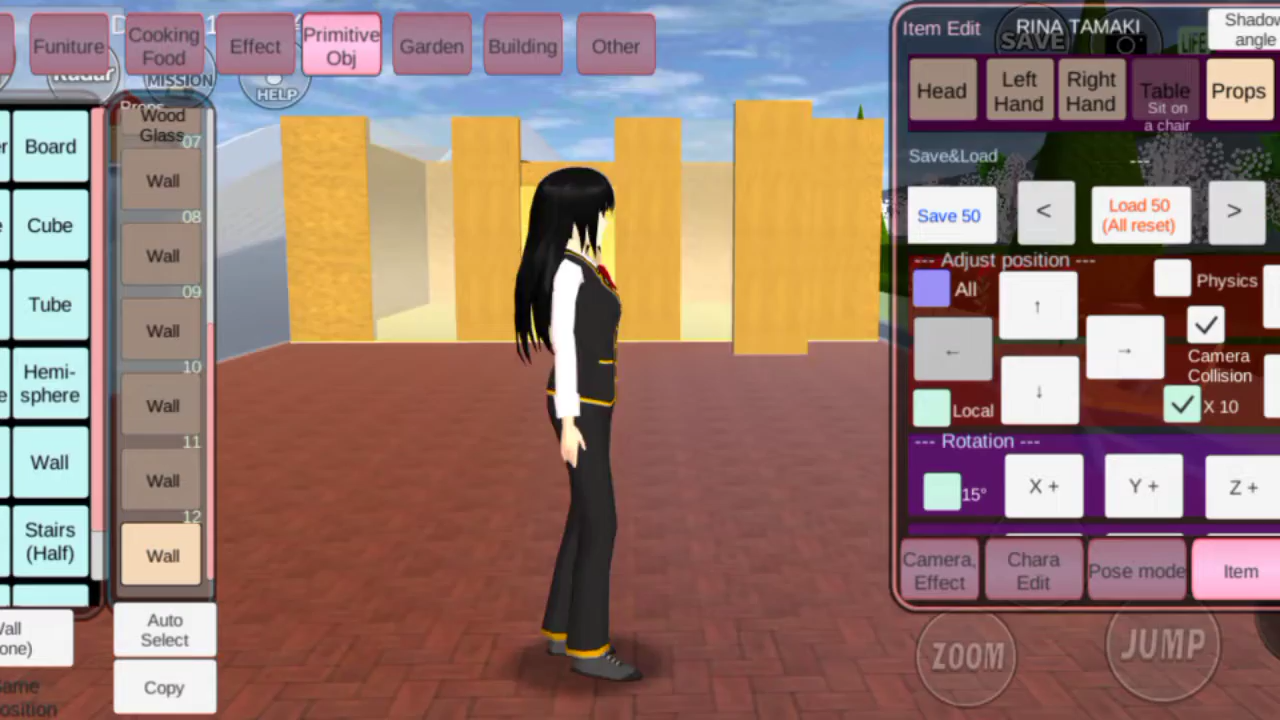 Funiture
Cooking
Food
Effect
Primitive
Obj
Garden
Building
Other
Radar
MISSION
HELP
SAVE
LIFE
Item Edit
RINA TAMAKI
Shadow
angle
Head
Left
Hand
Right
Hand
Table
Sit on
a chair
Props
Save&Load
---
Save 50
<
Load 50
(All reset)
>
--- Adjust position ---
All
↑
←
→
↓
Local
Physics
Camera
Collision
X 10
--- Rotation ---
15°
X +
Y +
Z +
Camera,
Effect
Chara
Edit
Pose mode
Item
ZOOM
JUMP
Board
Cube
Tube
Hemi-
sphere
Wall
Stairs
(Half)
Props
Wood
Glass
07
Wall
08
Wall
09
Wall
10
Wall
11
Wall
12
Wall
Auto
Select
Copy